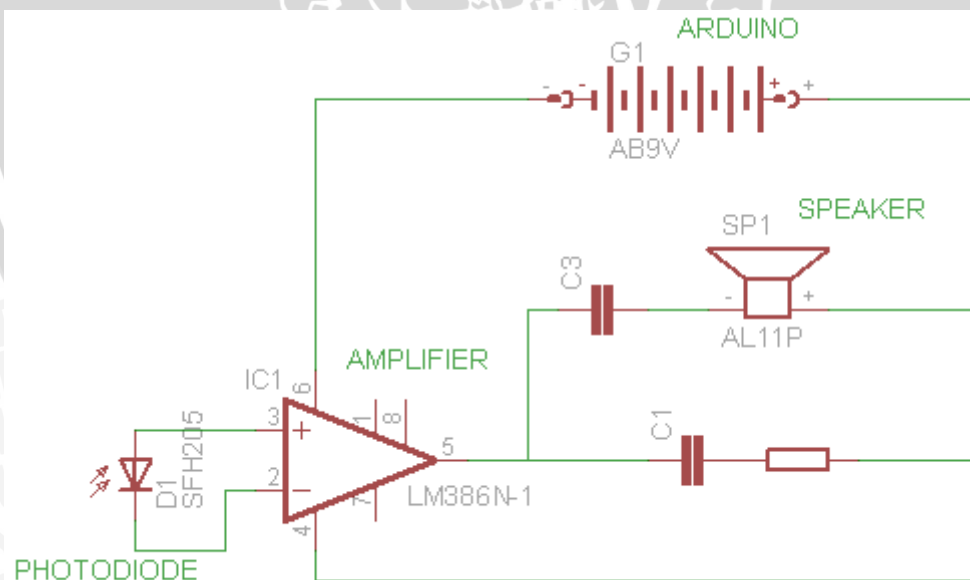 ARDUINO
G1
- -
+ +
AB9V
SPEAKER
SP1
C3
- +
AL11P
AMPLIFIER
IC1
6
3
+
1
8
5
C1
SFH205
D1
2
-
7
LM386N-1
4
PHOTODIODE